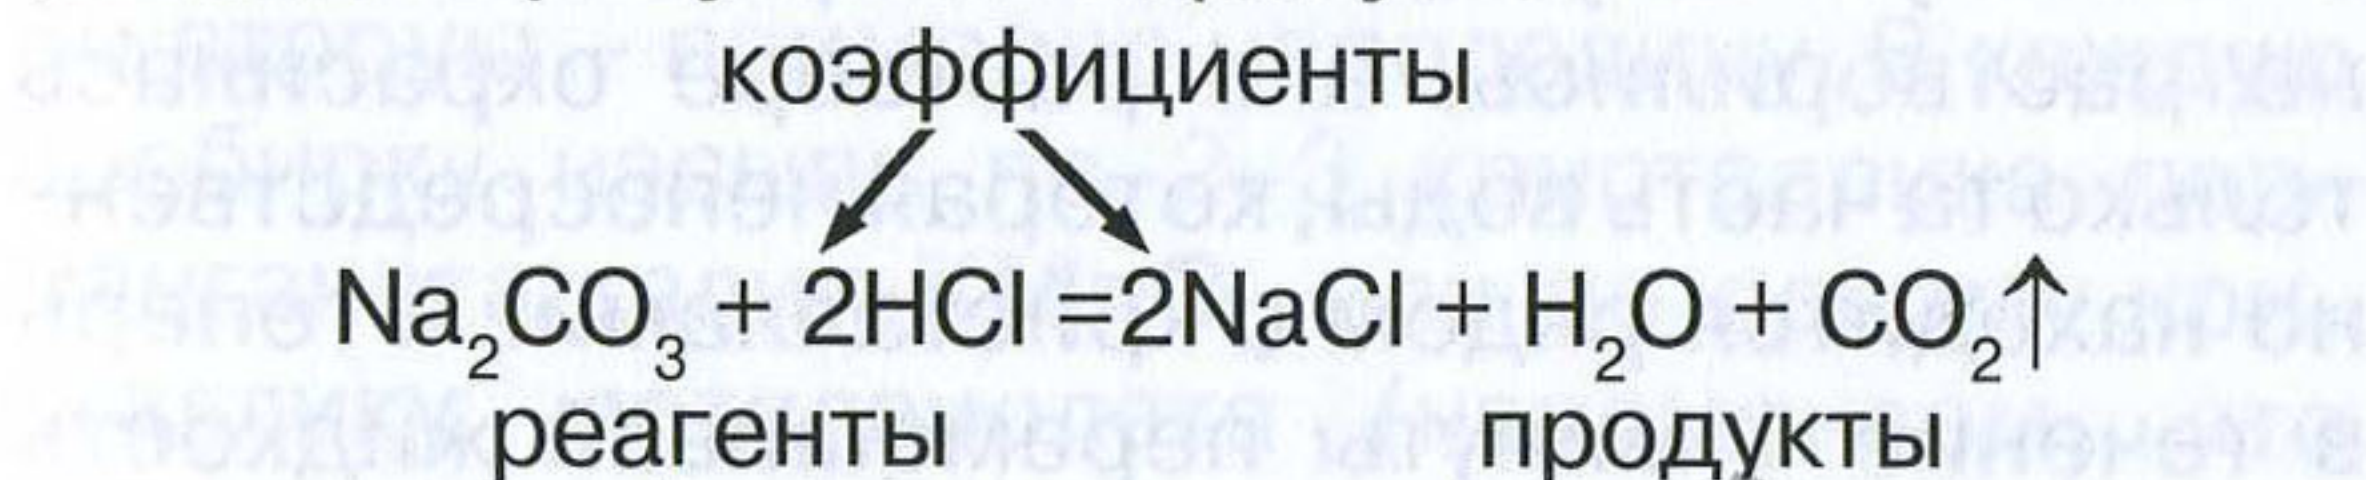 коэффициенты
Na₂CO₃ + 2HCl =2NaCl + H₂O + CO₂↑
реагенты продукты